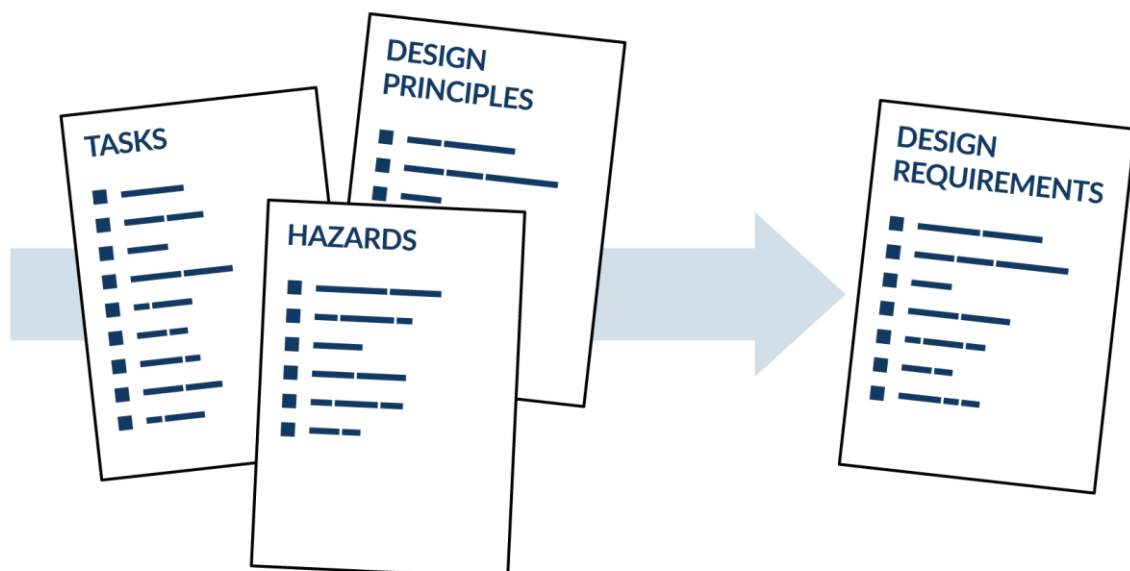 TASKS
DESIGN
PRINCIPLES
HAZARDS
DESIGN
REQUIREMENTS